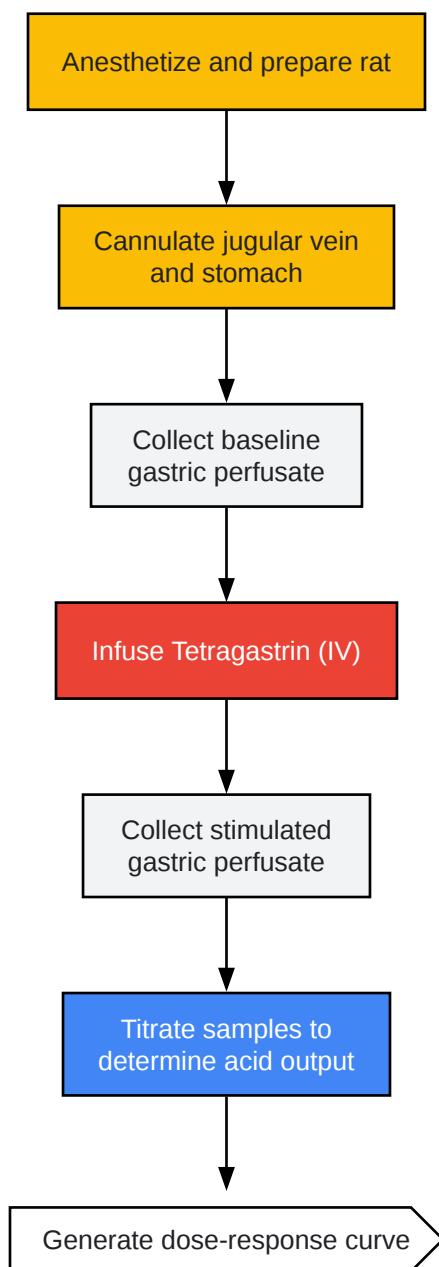 Anesthetize and prepare rat
Cannulate jugular vein
and stomach
Collect baseline
gastric perfusate
Infuse Tetragastrin (IV)
Collect stimulated
gastric perfusate
Titrate samples to
determine acid output
Generate dose-response curve